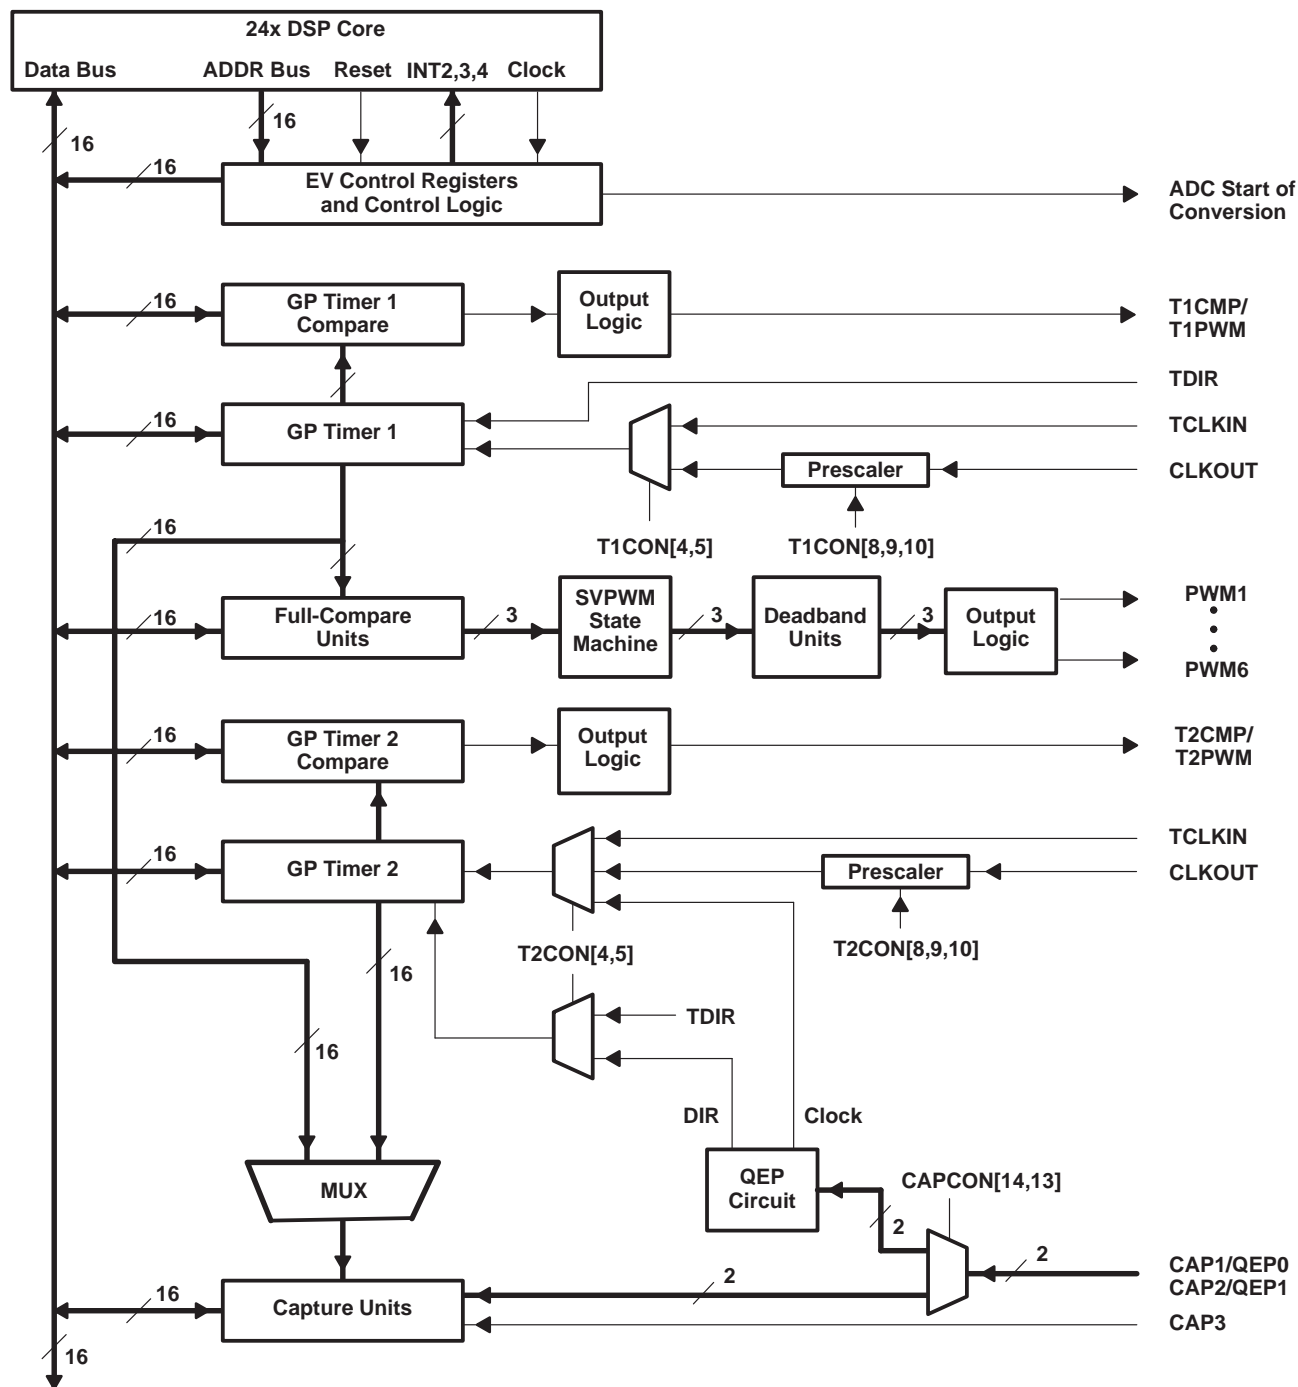 24x DSP Core
Data Bus
ADDR Bus
Reset
INT2,3,4
Clock
16
16
16
EV Control Registers
and Control Logic
ADC Start of
Conversion
16
GP Timer 1
Compare
Output
Logic
T1CMP/
T1PWM
TDIR
16
GP Timer 1
TCLKIN
Prescaler
CLKOUT
16
T1CON[4,5]
T1CON[8,9,10]
16
Full-Compare
Units
3
SVPWM
State
Machine
3
Deadband
Units
3
Output
Logic
PWM1
PWM6
16
GP Timer 2
Compare
Output
Logic
T2CMP/
T2PWM
TCLKIN
16
GP Timer 2
Prescaler
CLKOUT
T2CON[4,5]
T2CON[8,9,10]
16
TDIR
16
DIR
Clock
MUX
QEP
Circuit
CAPCON[14,13]
2
2
CAP1/QEP0
CAP2/QEP1
2
16
Capture Units
CAP3
16